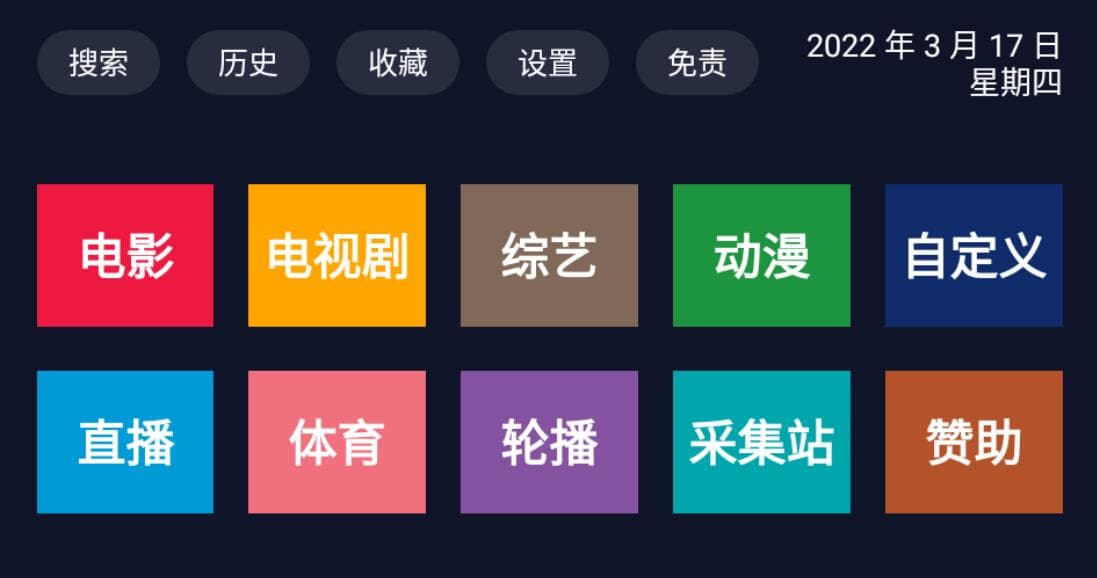 搜索
历史
收藏
设置
免责
2022 年 3 月 17 日
星期四
电影
电视剧
综艺
动漫
自定义
直播
体育
轮播
采集站
赞助